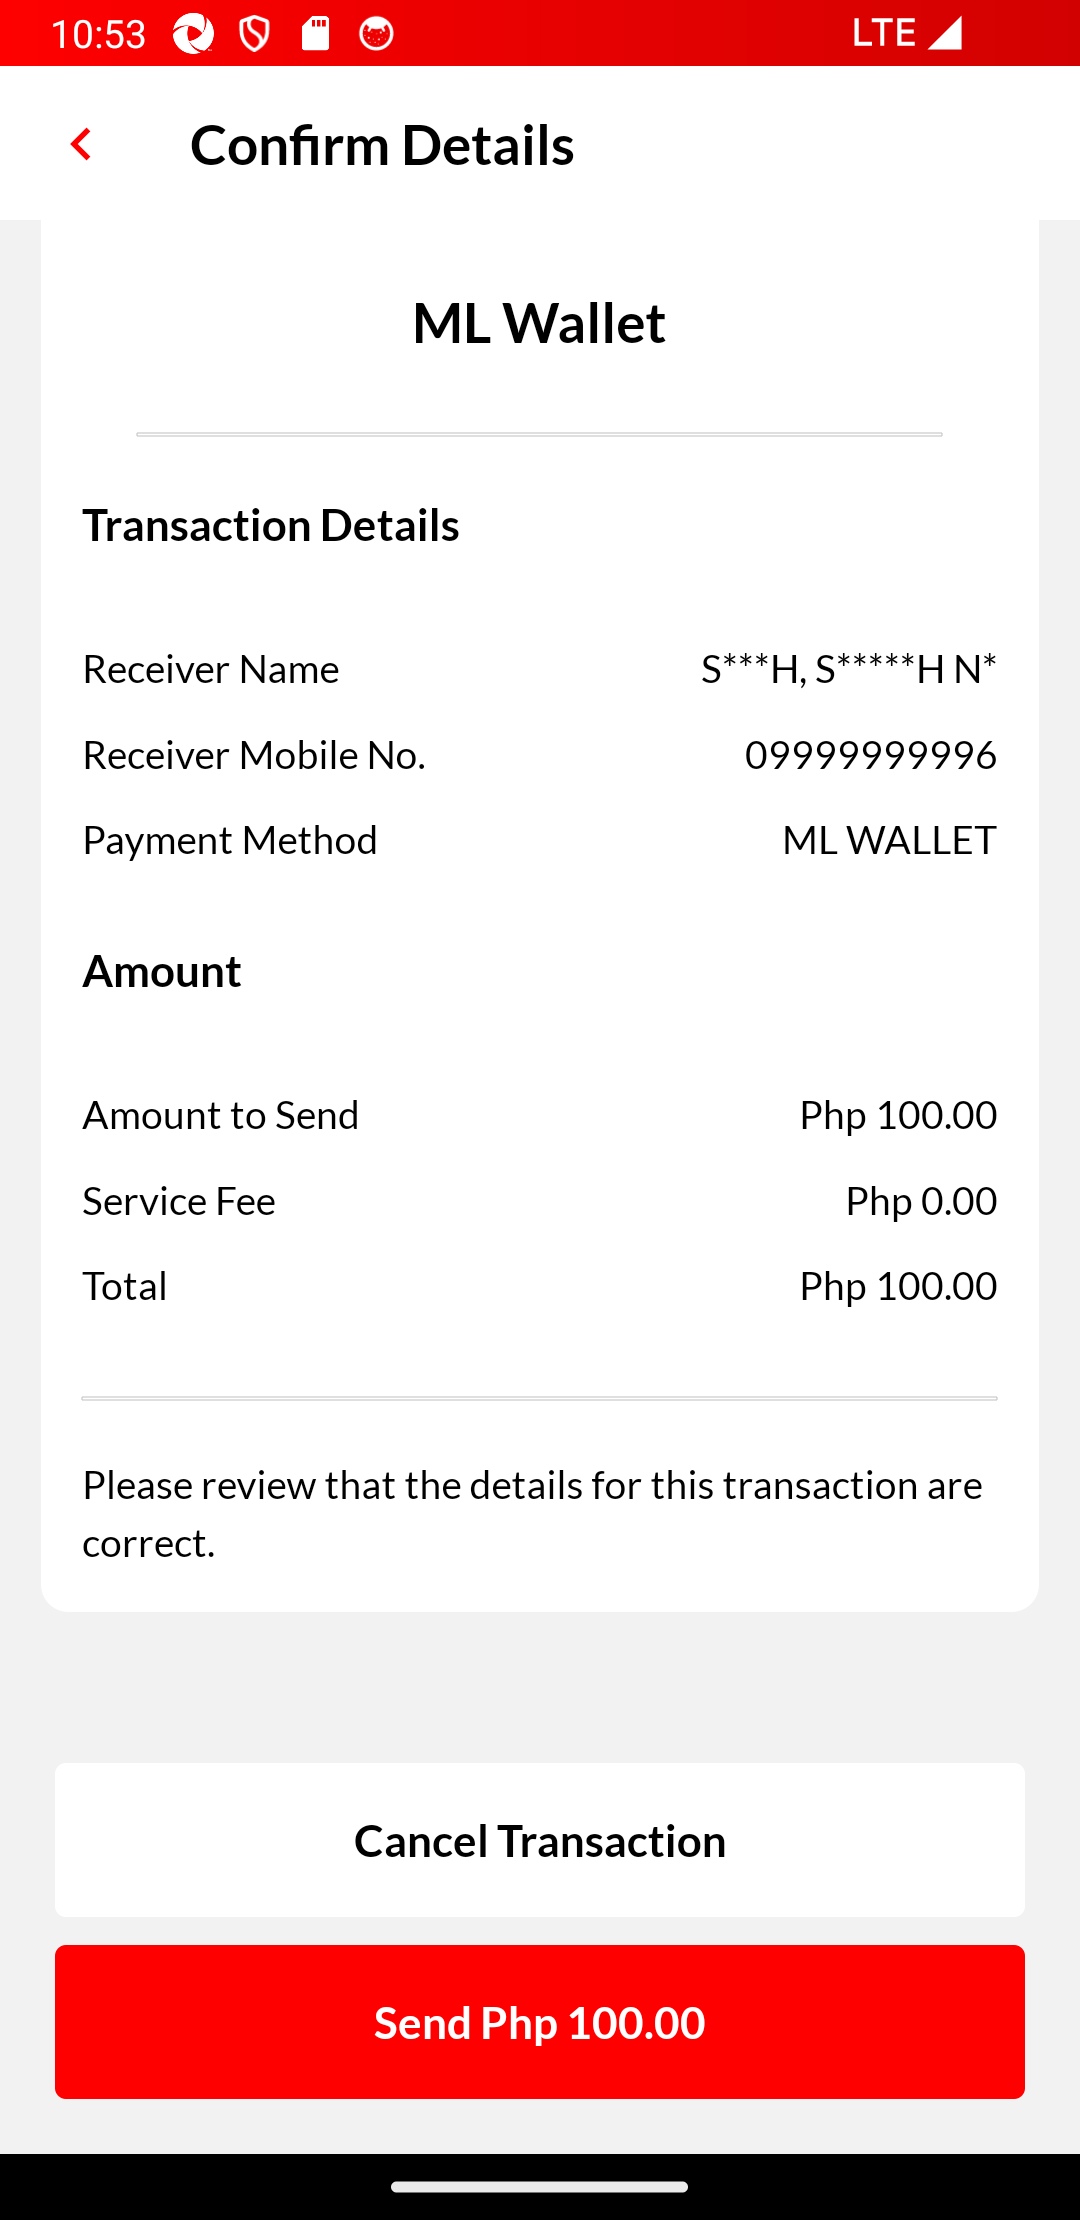 10:53 LTE
Confirm Details
ML Wallet
Transaction Details
Receiver Name S***H, S*****H N*
Receiver Mobile No. 09999999996
Payment Method ML WALLET
Amount
Amount to Send Php 100.00
Service Fee Php 0.00
Total Php 100.00
Please review that the details for this transaction are
correct.
Cancel Transaction
Send Php 100.00